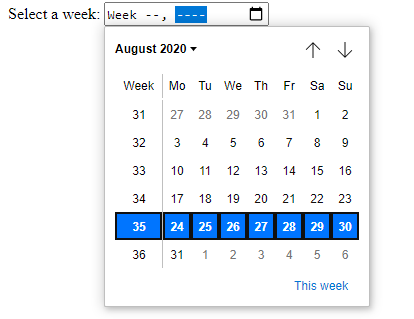 Select a week: Week --, ----
August 2020
Week Mo Tu We Th Fr Sa Su
31 27 28 29 30 31 1 2
32 3 4 5 6 7 8 9
33 10 11 12 13 14 15 16
34 17 18 19 20 21 22 23
35 24 25 26 27 28 29 30
36 31 1 2 3 4 5 6
This week